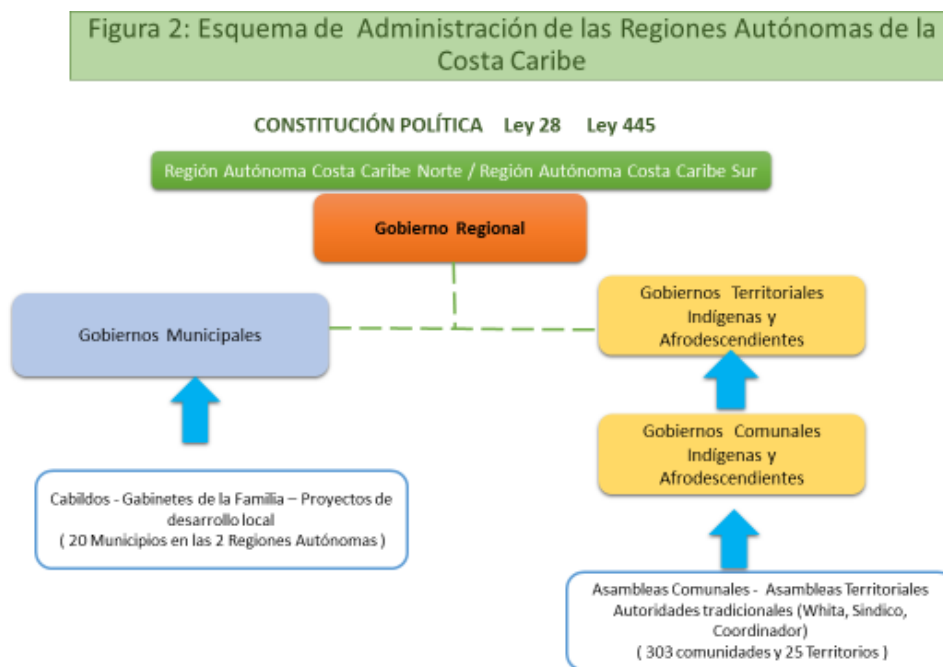 Figura 2: Esquema de Administración de las Regiones Autónomas de la
Costa Caribe
CONSTITUCIÓN POLÍTICA Ley 28 Ley 445
Región Autónoma Costa Caribe Norte / Región Autónoma Costa Caribe Sur
Gobierno Regional
Gobiernos Municipales
Gobiernos Territoriales
Indígenas y
Afrodescendientes
Gobiernos Comunales
Indígenas y
Afrodescendientes
Cabildos - Gabinetes de la Familia – Proyectos de
desarrollo local
( 20 Municipios en las 2 Regiones Autónomas )
Asambleas Comunales - Asambleas Territoriales
Autoridades tradicionales (Whita, Sindico,
Coordinador)
( 303 comunidades y 25 Territorios )